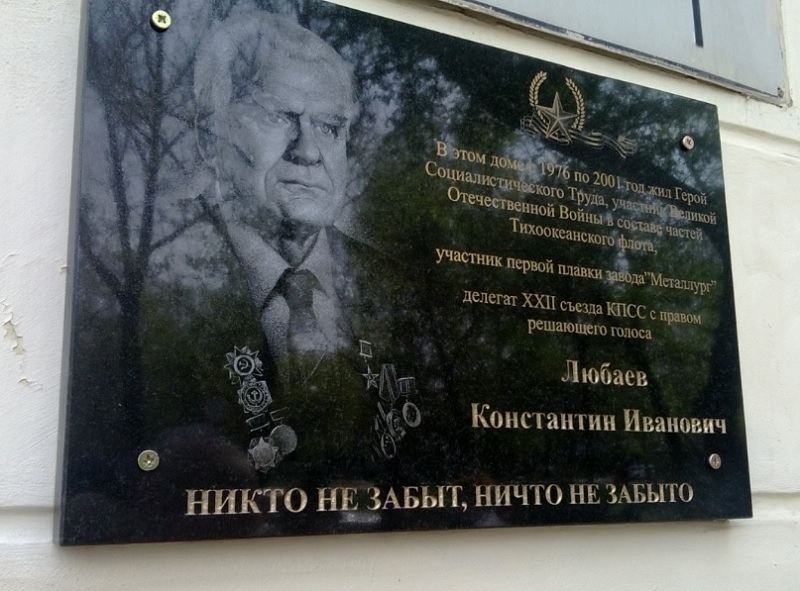 В этом доме с 1976 по 2001 год жил Герой
Социалистического Труда, участник Великой
Отечественной Войны в составе частей
Тихоокеанского флота,
участник первой плавки завода"Металлург"
делегат XXII съезда КПСС с правом
решающего голоса
Любаев
Константин Иванович
НИКТО НЕ ЗАБЫТ, НИЧТО НЕ ЗАБЫТО